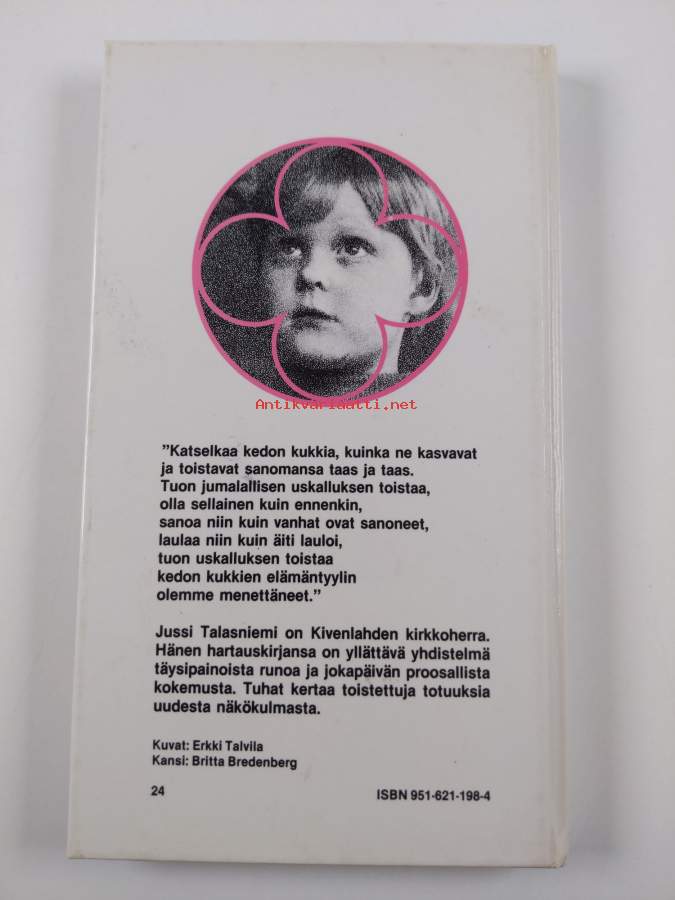 Antikvariaatti.net
”Katselkaa kedon kukkia, kuinka ne kasvavat
ja toistavat sanomansa taas ja taas.
Tuon jumalallisen uskalluksen toistaa,
olla sellainen kuin ennenkin,
sanoa niin kuin vanhat ovat sanoneet,
laulaa niin kuin äiti lauloi,
tuon uskalluksen toistaa
kedon kukkien elämäntyylin
olemme menettäneet.”
Jussi Talasniemi on Kivenlahden kirkkoherra.
Hänen hartauskirjansa on yllättävä yhdistelmä
täysipainoista runoa ja jokapäivän proosallista
kokemusta. Tuhat kertaa toistettuja totuuksia
uudesta näkökulmasta.
Kuvat: Erkki Talvila
Kansi: Britta Bredenberg
24 ISBN 951-621-198-4